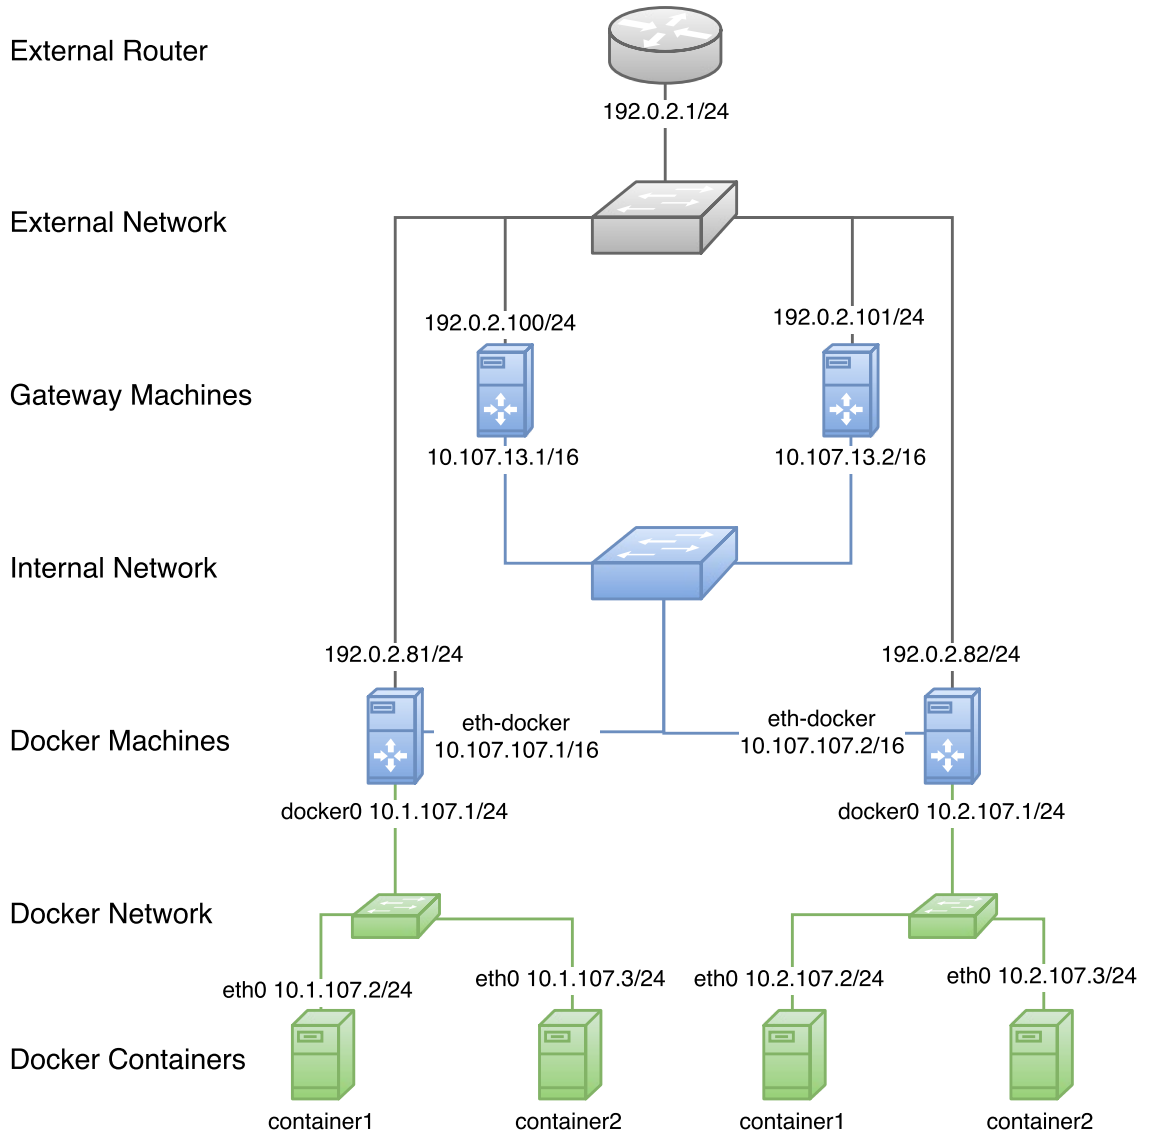 External Router
192.0.2.1/24
External Network
192.0.2.100/24
192.0.2.101/24
Gateway Machines
10.107.13.1/16
10.107.13.2/16
Internal Network
192.0.2.81/24
192.0.2.82/24
Docker Machines
eth-docker
10.107.107.1/16
eth-docker
10.107.107.2/16
docker0 10.1.107.1/24
docker0 10.2.107.1/24
Docker Network
eth0 10.1.107.2/24
eth0 10.1.107.3/24
eth0 10.2.107.2/24
eth0 10.2.107.3/24
Docker Containers
container1
container2
container1
container2